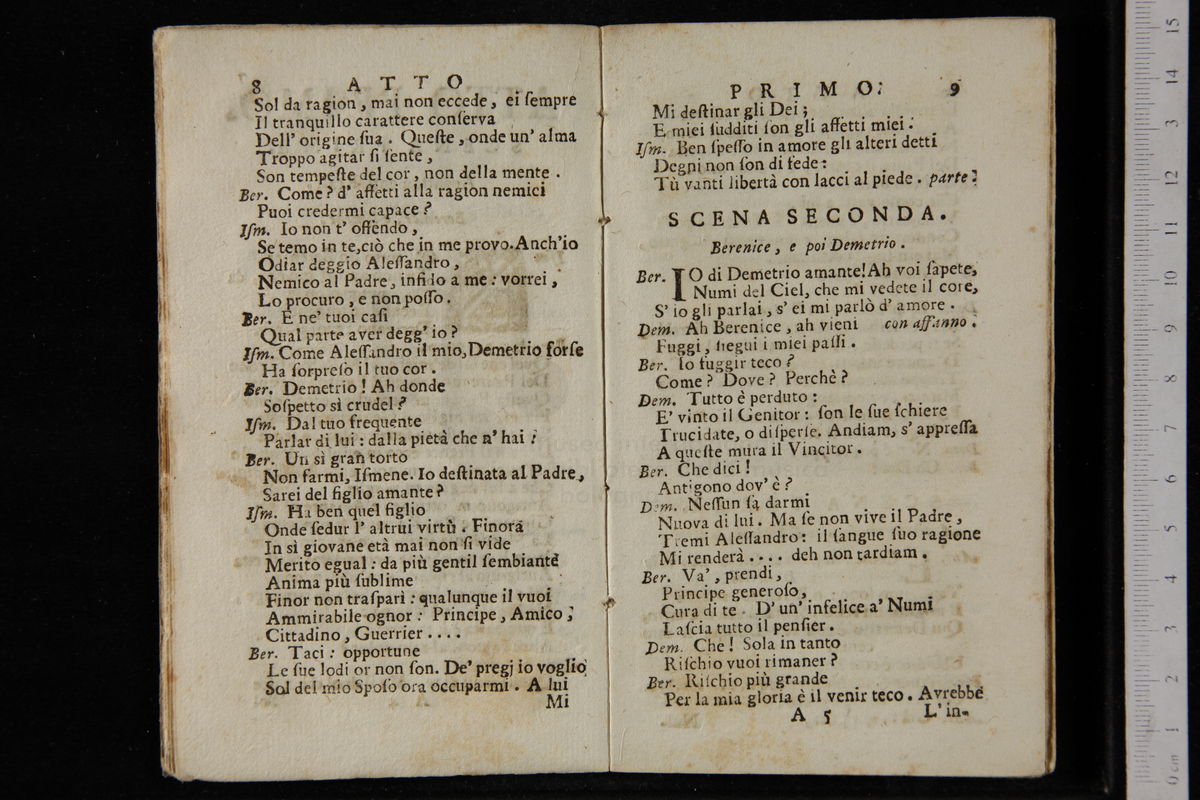 8 ATTO
Sol da ragion, mai non eccede, ei ſempre
Il tranquillo carattere conſerva
Dell' origine ſua. Queſte, onde un' alma
Troppo agitar ſi ſente,
Son tempeſte del cor, non della mente.
Ber. Come? d' affetti alla ragion nemici
Puoi credermi capace?
Iſm. Io non t' offendo,
Se temo in te,ciò che in me provo.Anch'io
Odiar deggio Aleſſandro,
Nemico al Padre, infido a me: vorrei,
Lo procuro, e non poſſo.
Ber. E ne' tuoi caſi
Qual parte aver degg' io?
Iſm. Come Aleſſandro il mio,Demetrio forſe
Ha ſorpreſo il tuo cor.
Ber. Demetrio! Ah donde
Soſpetto sì crudel?
Iſm. Dal tuo frequente
Parlar di lui: dalla pietà che n' hai:
Ber. Un sì gran torto
Non farmi, Iſmene. Io deſtinata al Padre,
Sarei del figlio amante?
Iſm. Ha ben quel figlio
Onde ſedur l' altrui virtù. Finora
In sì giovane età mai non ſi vide
Merito egual: da più gentil ſembiante
Anima più ſublime
Finor non traſparì: qualunque il vuoi
Ammirabile ognor: Principe, Amico,
Cittadino, Guerrier....
Ber. Taci: opportune
Le ſue lodi or non ſon. De' pregj io voglio
Sol del mio Spoſo ora occuparmi. A lui
Mi
PRIMO. 9
Mi deſtinar gli Dei;
E miei ſudditi ſon gli affetti miei.
Iſm. Ben ſpeſſo in amore gli alteri detti
Degni non ſon di fede:
Tù vanti libertà con lacci al piede. parte.
SCENA SECONDA.
Berenice, e poi Demetrio.
Ber. IO di Demetrio amante! Ah voi ſapete,
Numi del Ciel, che mi vedete il core,
S' io gli parlai, s' ei mi parlò d' amore.
Dem. Ah Berenice, ah vieni con affanno.
Fuggi, ſiegui i miei paſſi.
Ber. Io fuggir teco?
Come? Dove? Perchè?
Dem. Tutto è perduto:
E' vinto il Genitor: ſon le ſue ſchiere
Trucidate, o diſperſe. Andiam, s' appreſſa
A queſte mura il Vincitor.
Ber. Che dici!
Antigono dov' è?
Dem. Neſſun ſa darmi
Nuova di lui. Ma ſe non vive il Padre,
Tremi Aleſſandro: il ſangue ſuo ragione
Mi renderà.... deh non tardiam.
Ber. Va', prendi,
Principe generoſo,
Cura di te. D' un' infelice a' Numi
Laſcia tutto il penſier.
Dem. Che! Sola in tanto
Riſchio vuoi rimaner?
Ber. Riſchio più grande
Per la mia gloria è il venir teco. Avrebbe
A 5 L' in-
0 cm 1 2 3 4 5 6 7 8 9 10 11 12 13 14 15